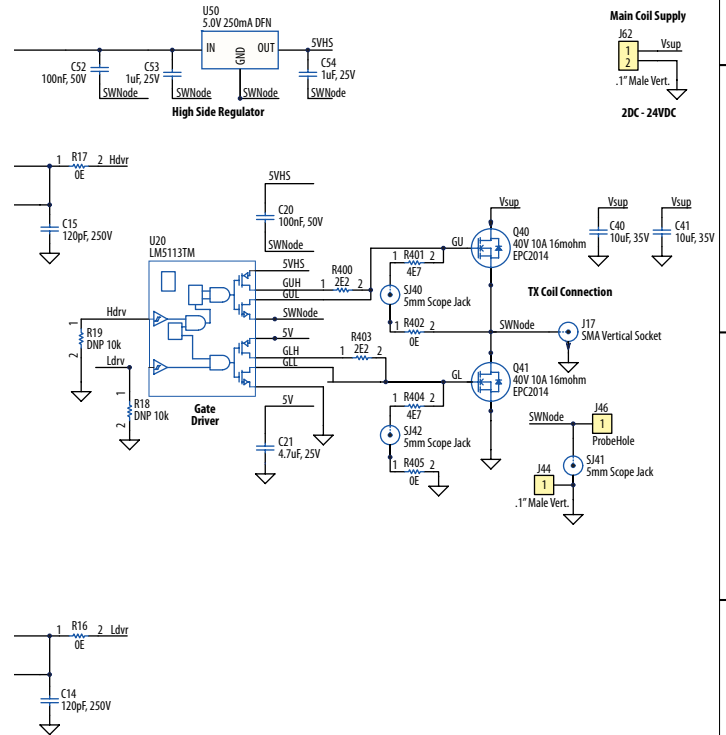 U50
5.0V 250mA DFN
IN
OUT
GND
5VHS
C52
100nF, 50V
SWNode
C53
1uF, 25V
SWNode
SWNode
C54
1uF, 25V
SWNode
High Side Regulator
Main Coil Supply
J62
1
2
Vsup
.1" Male Vert.
2DC - 24VDC
1
R17
2
Hdvr
0E
C15
120pF, 250V
5VHS
C20
100nF, 50V
SWNode
U20
LM5113TM
5VHS
GUH
GUL
SWNode
5V
GLH
GLL
Hdrv
1
R19
DNP 10k
2
Ldrv
1
R18
DNP 10k
2
Gate
Driver
5V
C21
4.7uF, 25V
R400
1
2
2E2
R403
1
2
2E2
GU
R401
1
2
4E7
SJ40
5mm Scope Jack
1
R402
2
0E
Vsup
Q40
40V 10A 16mohm
EPC2014
Vsup
C40
10uF, 35V
Vsup
C41
10uF, 35V
TX Coil Connection
SWNode
J17
SMA Vertical Socket
GL
Q41
40V 10A 16mohm
EPC2014
1
R404
2
4E7
SJ42
5mm Scope Jack
1
R405
2
0E
SWNode
J46
1
ProbeHole
SJ41
5mm Scope Jack
J44
1
.1" Male Vert.
1
R16
2
Ldvr
0E
C14
120pF, 250V